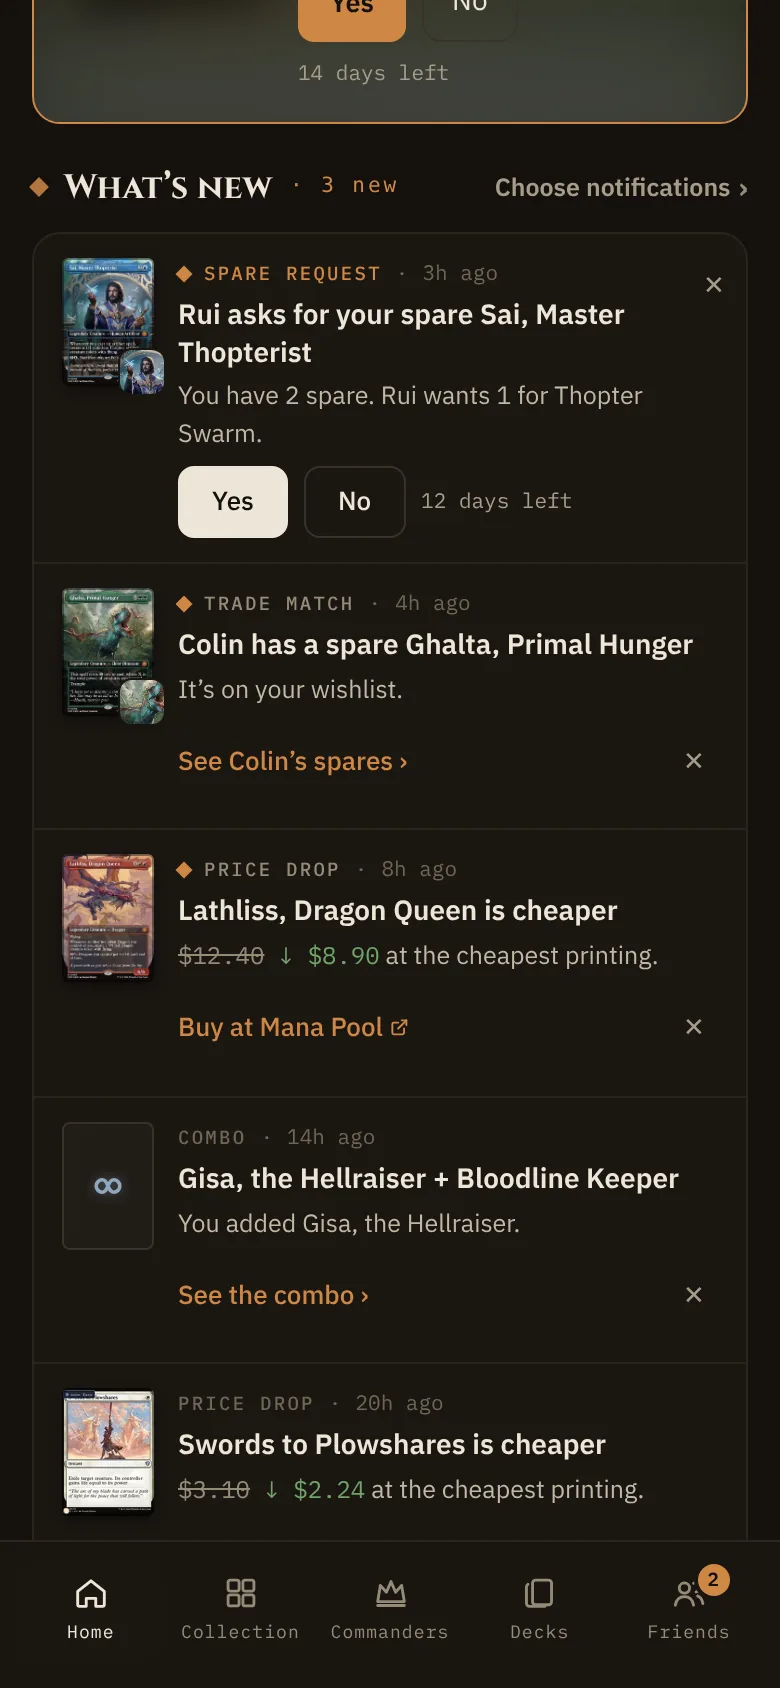 Yes No
14 days left
What's new · 3 new Choose notifications ›
SPARE REQUEST · 3h ago
Rui asks for your spare Sai, Master
Thopterist
You have 2 spare. Rui wants 1 for Thopter
Swarm.
Yes No 12 days left
TRADE MATCH · 4h ago
Colin has a spare Ghalta, Primal Hunger
It's on your wishlist.
See Colin's spares ›
PRICE DROP · 8h ago
Lathliss, Dragon Queen is cheaper
$12.40 ↓ $8.90 at the cheapest printing.
Buy at Mana Pool
COMBO · 14h ago
∞
Gisa, the Hellraiser + Bloodline Keeper
You added Gisa, the Hellraiser.
See the combo ›
PRICE DROP · 20h ago
Swords to Plowshares is cheaper
$3.10 ↓ $2.24 at the cheapest printing.
2
Home Collection Commanders Decks Friends